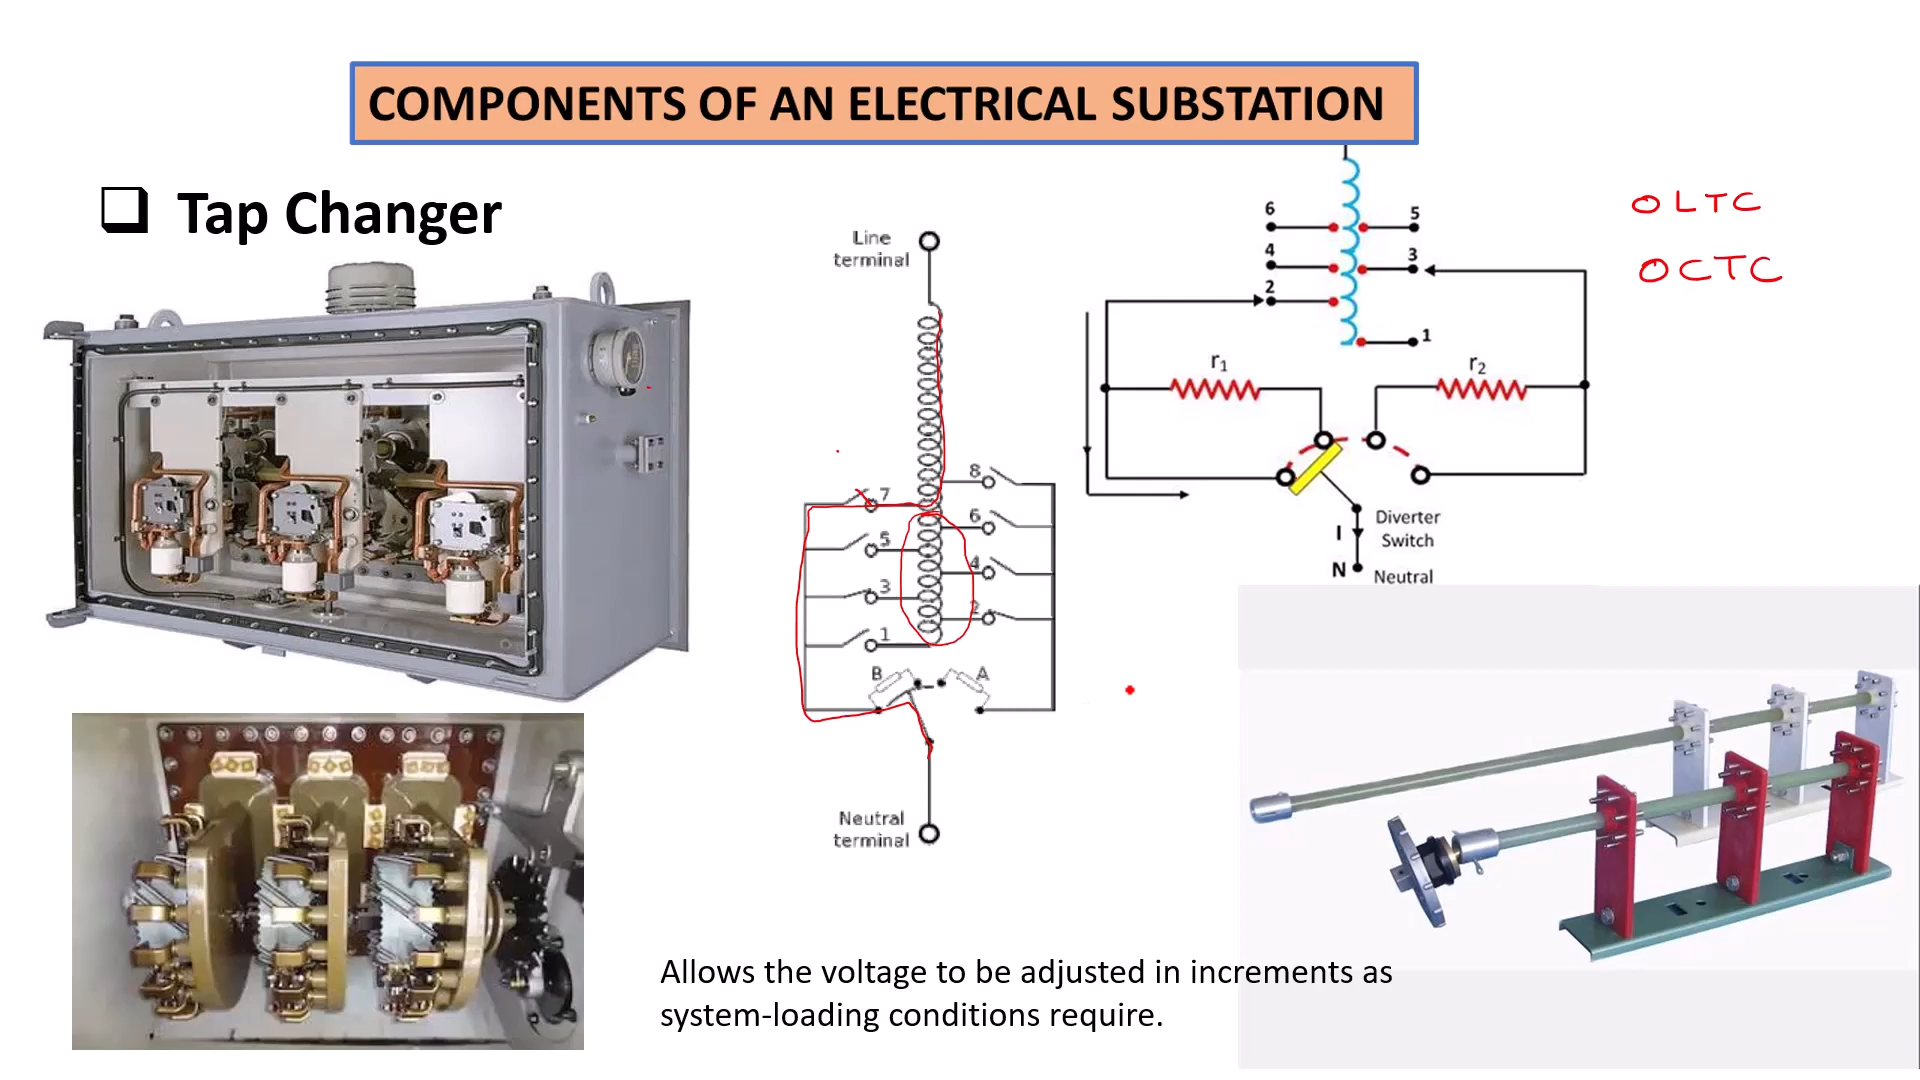 COMPONENTS OF AN ELECTRICAL SUBSTATION
Tap Changer
OLTC
OCTC
Line
terminal
8
7
6
5
4
3
2
1
B
A
Neutral
terminal
6
5
4
3
2
1
r1
r2
Diverter
Switch
I
N
Neutral
Allows the voltage to be adjusted in increments as
system-loading conditions require.